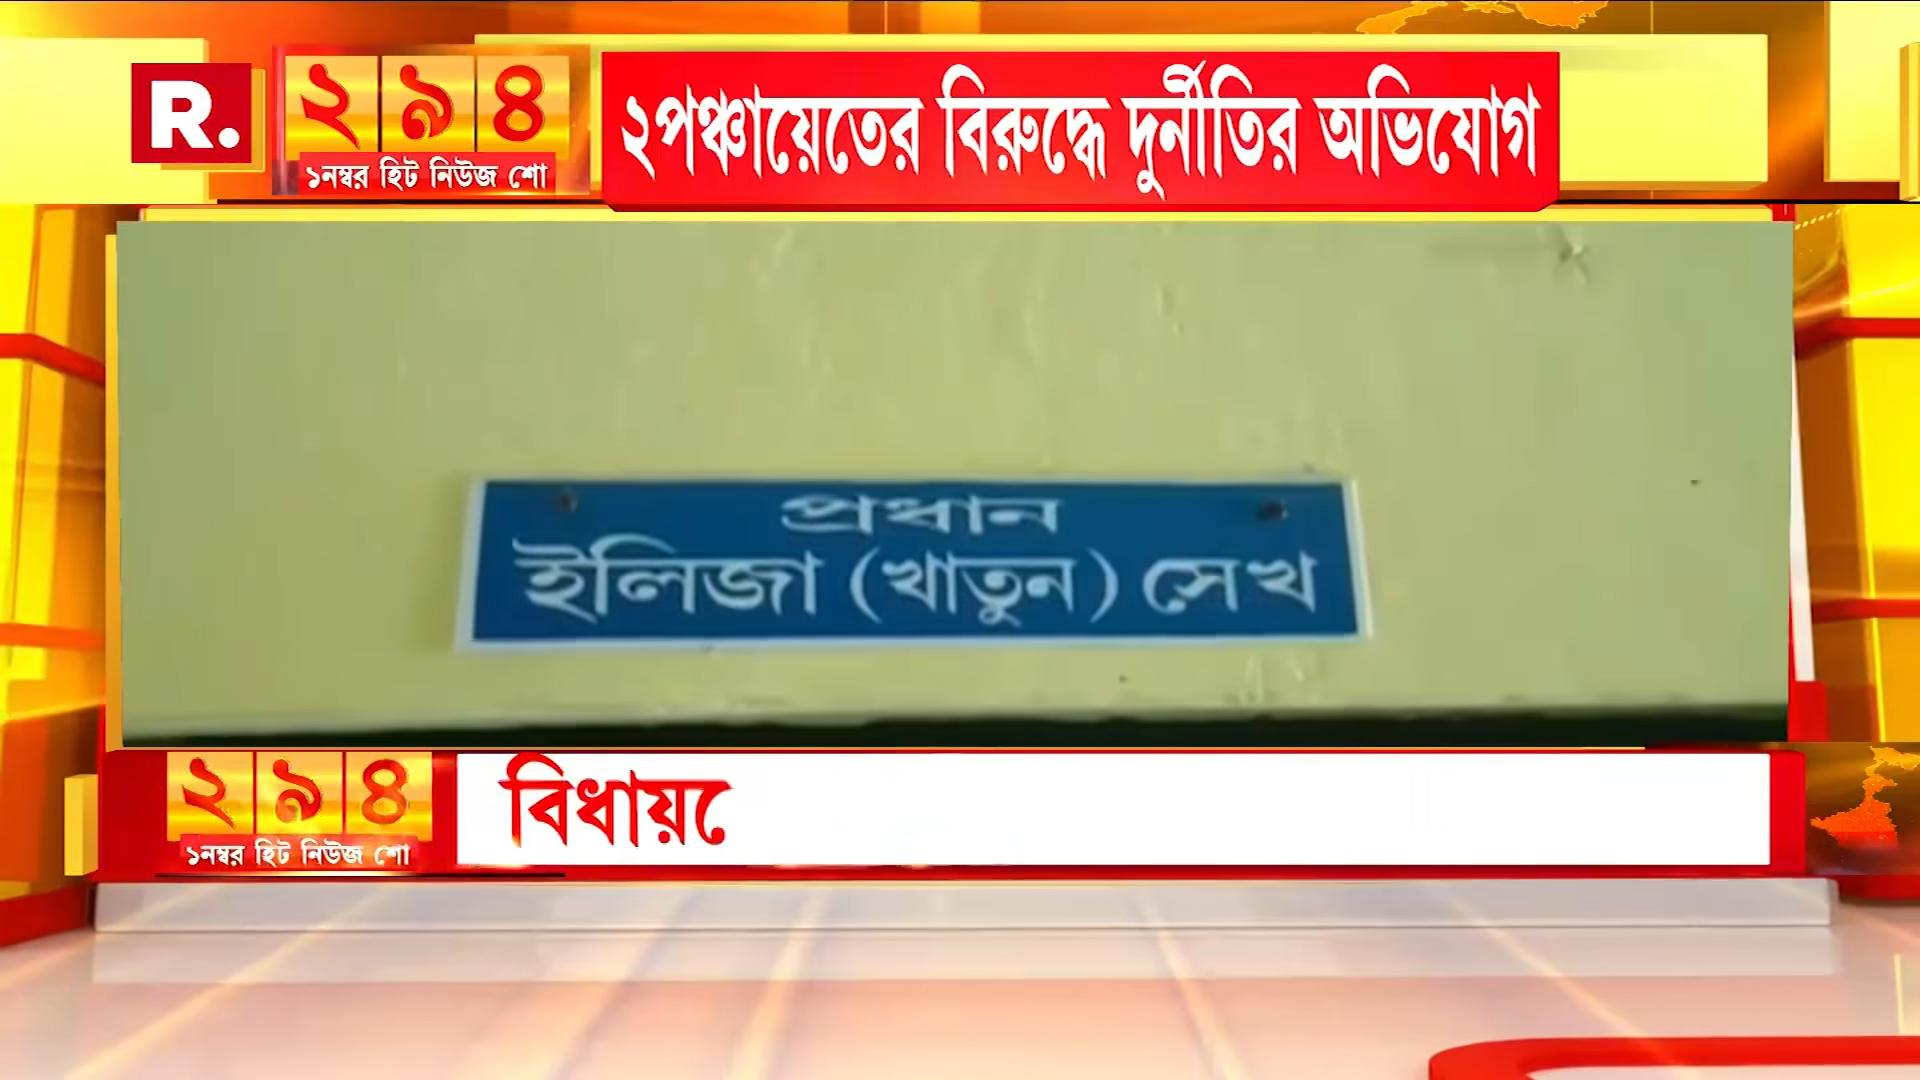 R.
২৯৪
১নম্বর হিট নিউজ শো
২পঞ্চায়েতের বিরুদ্ধে দুর্নীতির অভিযোগ
প্রধান
ইলিজা (খাতুন) সেখ
২৯৪
১নম্বর হিট নিউজ শো
বিধায়কে